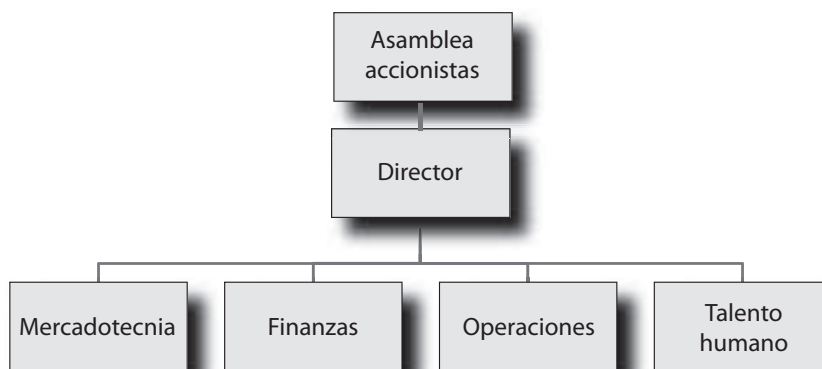 Asamblea
accionistas
Director
Mercadotecnia
Finanzas
Operaciones
Talento
humano